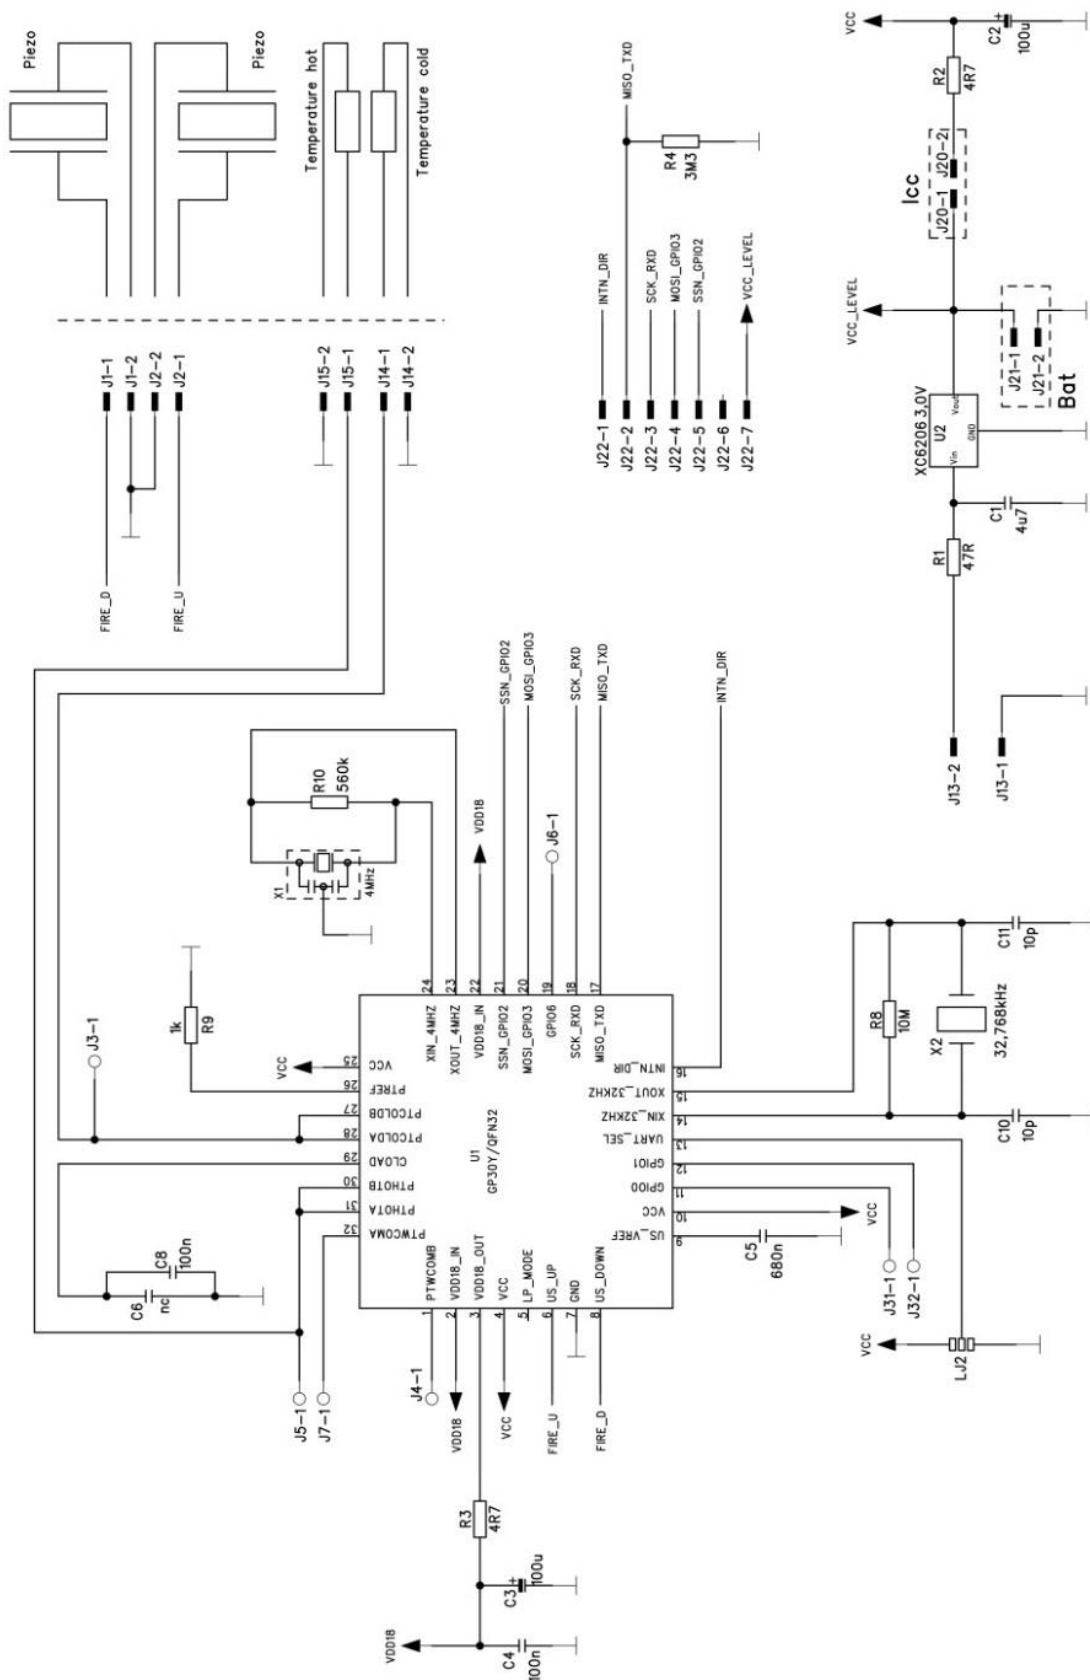 Piezo
Piezo
Temperature hot
Temperature cold
J1-1
J1-2
J2-2
J2-1
J15-2
J15-1
J14-1
J14-2
FIRE_D
FIRE_U
MISO_TXD
R4
3M3
INTN_DIR
SCK_RXD
MOSI_GPIO3
SSN_GPIO2
VCC_LEVEL
J22-1
J22-2
J22-3
J22-4
J22-5
J22-6
J22-7
VCC
C2
+
100u
R2
4R7
Icc
J20-1
J20-2
VCC_LEVEL
J21-1
J21-2
Bat
XC6206 3,0V
U2
Vin
Vout
GND
C1
4u7
R1
47R
J13-2
J13-1
R10
560k
X1
4MHz
VDD18
SSN_GPIO2
MOSI_GPIO3
J6-1
SCK_RXD
MISO_TXD
INTN_DIR
J3-1
1k
R9
VCC
C8
100n
C6
nc
J5-1
J7-1
J4-1
VDD18
VCC
FIRE_U
FIRE_D
U1
GP30Y/QFN32
24
23
22
21
20
19
18
17
XIN_4MHZ
XOUT_4MHZ
VDD18_IN
SSN_GPIO2
MOSI_GPIO3
GPIO6
SCK_RXD
MISO_TXD
25
26
27
28
29
30
31
32
VCC
PTREF
PTCOLDB
PTCOLDA
CLOAD
PTHOTB
PTHOTA
PTWCOMA
PTWCOMB
VDD18_IN
VDD18_OUT
VCC
LP_MODE
US_UP
GND
US_DOWN
1
2
3
4
5
6
7
8
16
15
14
13
12
11
10
9
INTN_DIR
XOUT_32KHZ
XIN_32KHZ
UART_SEL
GPIO1
GPIO0
VCC
US_VREF
R8
10M
X2
32,768kHz
C11
10p
C10
10p
VCC
C5
680n
J31-1
J32-1
VCC
LJ2
R3
4R7
C3
+
100u
VDD18
C4
100n